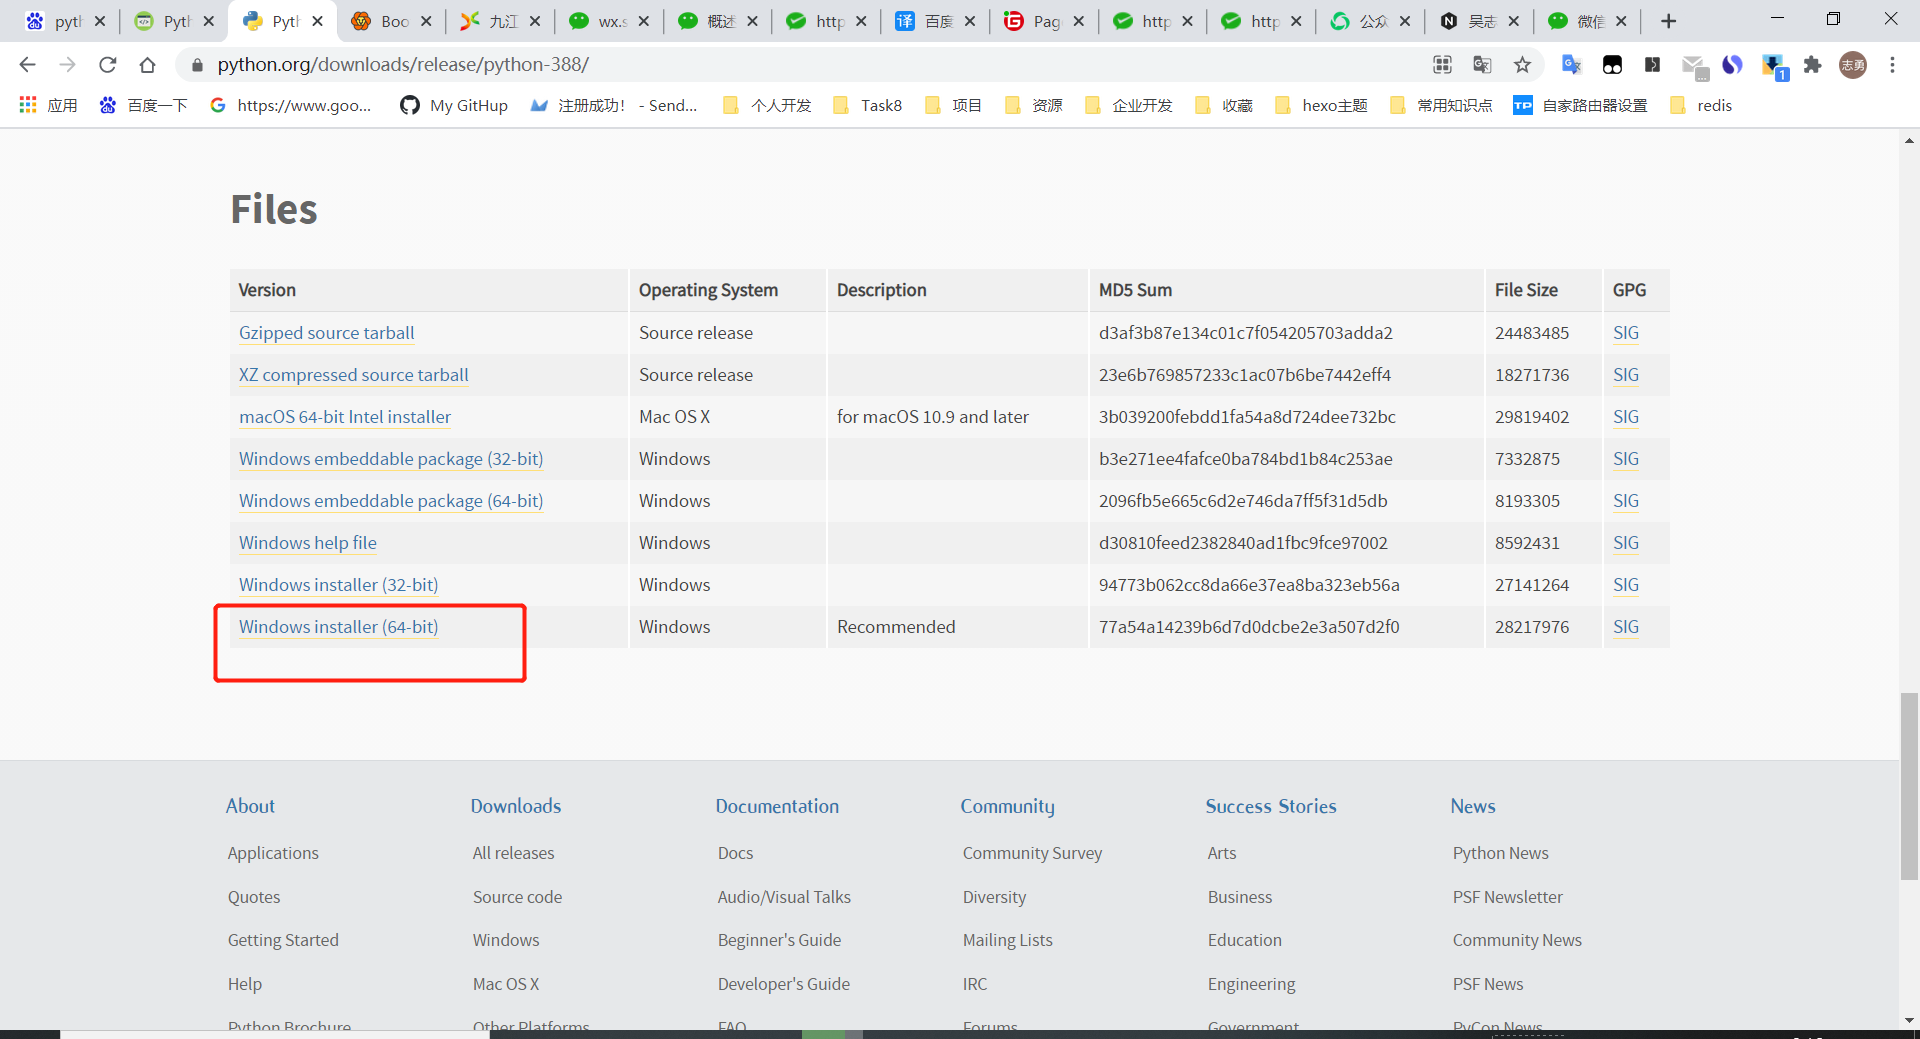 pyth
Pyth
Pyth
Boo
九江
wx.s
概述
http
百度
Pag
http
http
公众
吴志
微信
python.org/downloads/release/python-388/
志勇
应用
百度一下
https://www.goo...
My GitHup
注册成功！ - Send...
个人开发
Task8
项目
资源
企业开发
收藏
hexo主题
常用知识点
自家路由器设置
redis
Files
Version Operating System Description MD5 Sum File Size GPG
Gzipped source tarball Source release d3af3b87e134c01c7f054205703adda2 24483485 SIG
XZ compressed source tarball Source release 23e6b769857233c1ac07b6be7442eff4 18271736 SIG
macOS 64-bit Intel installer Mac OS X for macOS 10.9 and later 3b039200febdd1fa54a8d724dee732bc 29819402 SIG
Windows embeddable package (32-bit) Windows b3e271ee4fafce0ba784bd1b84c253ae 7332875 SIG
Windows embeddable package (64-bit) Windows 2096fb5e665c6d2e746da7ff5f31d5db 8193305 SIG
Windows help file Windows d30810feed2382840ad1fbc9fce97002 8592431 SIG
Windows installer (32-bit) Windows 94773b062cc8da66e37ea8ba323eb56a 27141264 SIG
Windows installer (64-bit) Windows Recommended 77a54a14239b6d7d0dcbe2e3a507d2f0 28217976 SIG
About Downloads Documentation Community Success Stories News
Applications All releases Docs Community Survey Arts Python News
Quotes Source code Audio/Visual Talks Diversity Business PSF Newsletter
Getting Started Windows Beginner's Guide Mailing Lists Education Community News
Help Mac OS X Developer's Guide IRC Engineering PSF News
Python Brochure Other Platforms FAQ Forums Government PyCon News